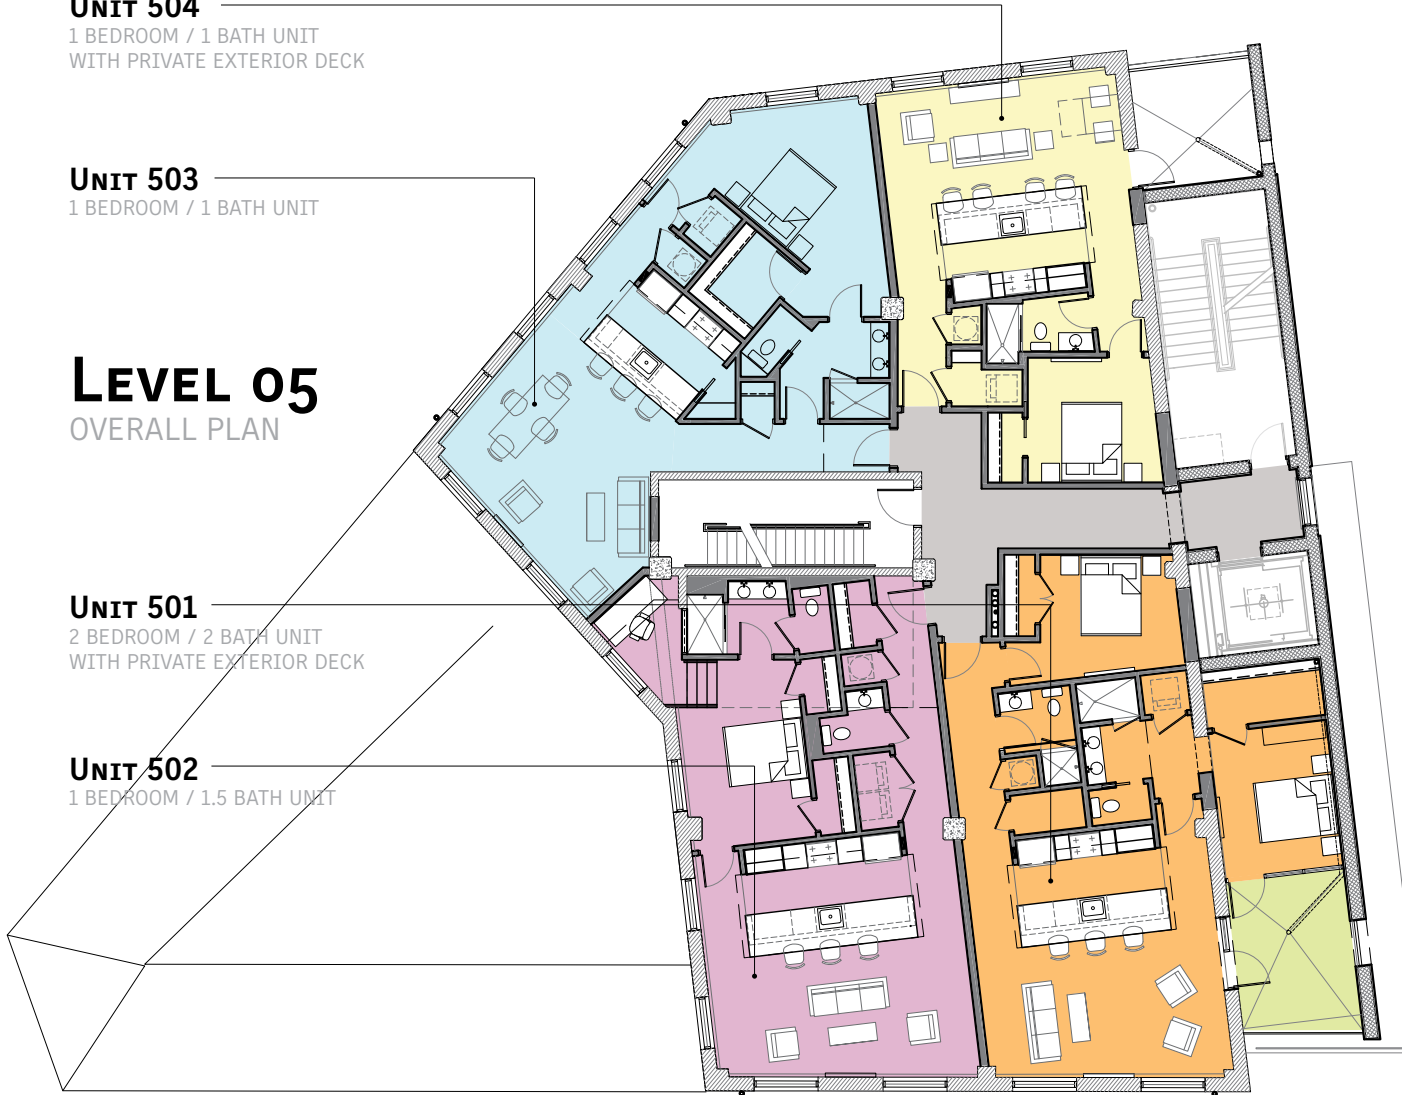 UNIT 504
1 BEDROOM / 1 BATH UNIT
WITH PRIVATE EXTERIOR DECK
UNIT 503
1 BEDROOM / 1 BATH UNIT
LEVEL 05
OVERALL PLAN
UNIT 501
2 BEDROOM / 2 BATH UNIT
WITH PRIVATE EXTERIOR DECK
UNIT 502
1 BEDROOM / 1.5 BATH UNIT